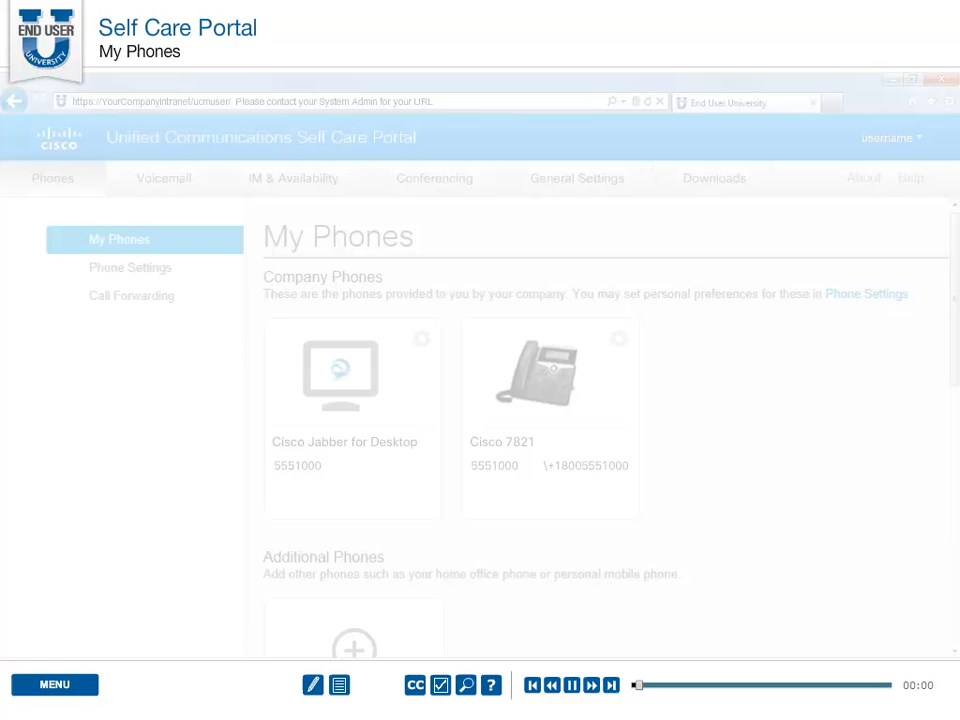 END USER
UNIVERSITY
Self Care Portal
My Phones
https://YourCompanyIntranet/ucmuser/ Please contact your System Admin for your URL
End User University
CISCO
Unified Communications Self Care Portal
username
Phones
Voicemail
IM & Availability
Conferencing
General Settings
Downloads
About
Help
My Phones
Phone Settings
Call Forwarding
My Phones
Company Phones
These are the phones provided to you by your company. You may set personal preferences for these in Phone Settings
Cisco Jabber for Desktop
5551000
Cisco 7821
5551000 \+18005551000
Additional Phones
Add other phones such as your home office phone or personal mobile phone.
MENU
CC
?
00:00